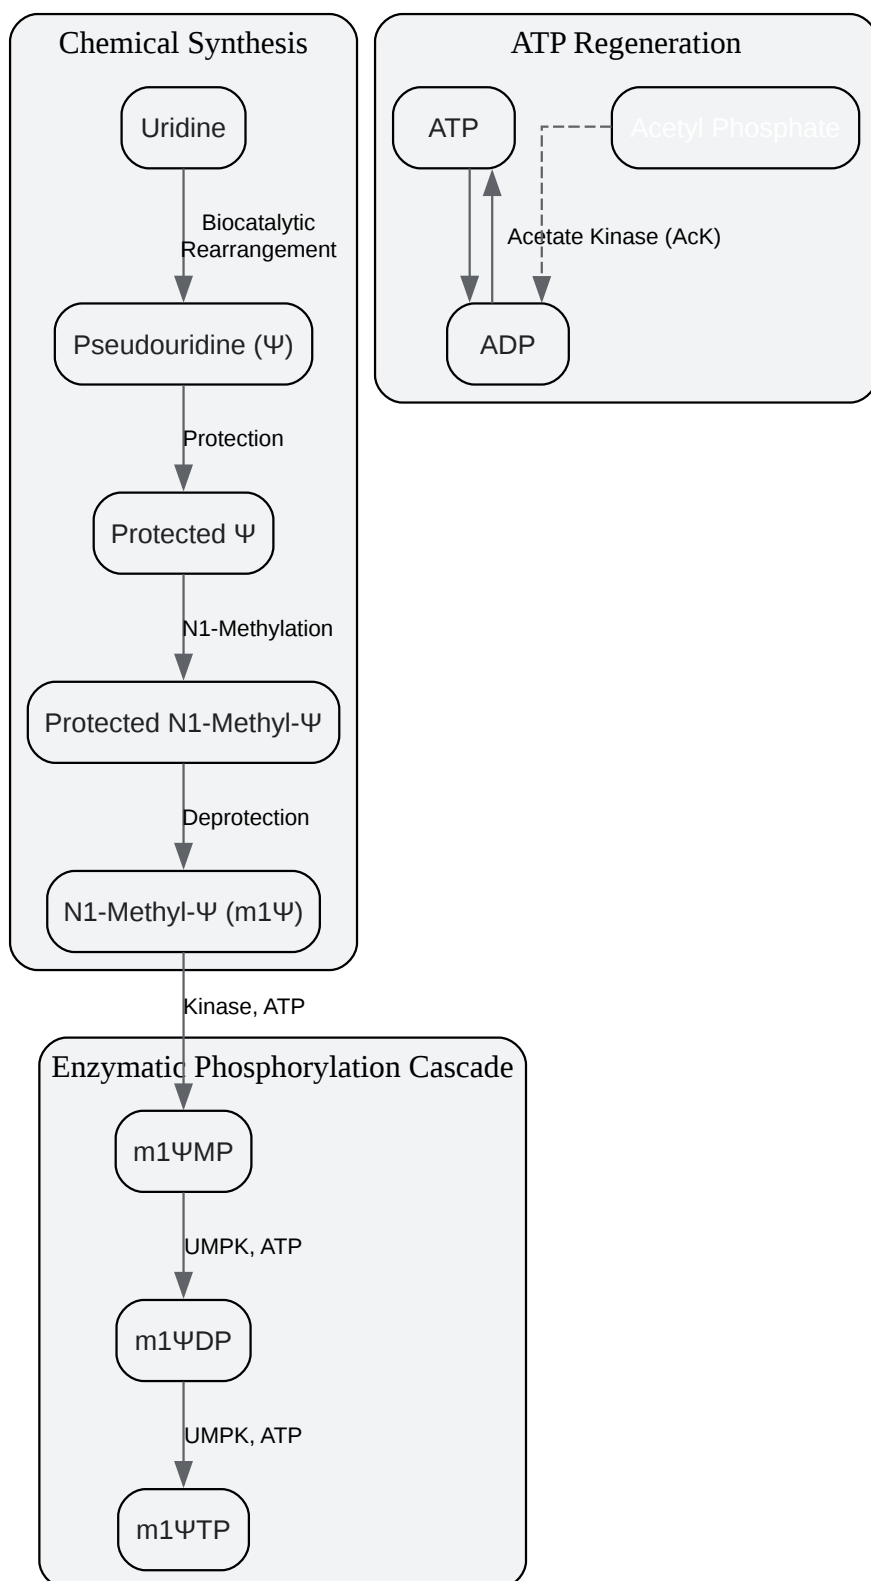 Chemical Synthesis
Uridine
Biocatalytic
Rearrangement
Pseudouridine (Ψ)
Protection
Protected Ψ
N1-Methylation
Protected N1-Methyl-Ψ
Deprotection
N1-Methyl-Ψ (m1Ψ)
Kinase, ATP
Enzymatic Phosphorylation Cascade
m1ΨMP
UMPK, ATP
m1ΨDP
UMPK, ATP
m1ΨTP
ATP Regeneration
ATP
Acetyl Phosphate
Acetate Kinase (AcK)
ADP